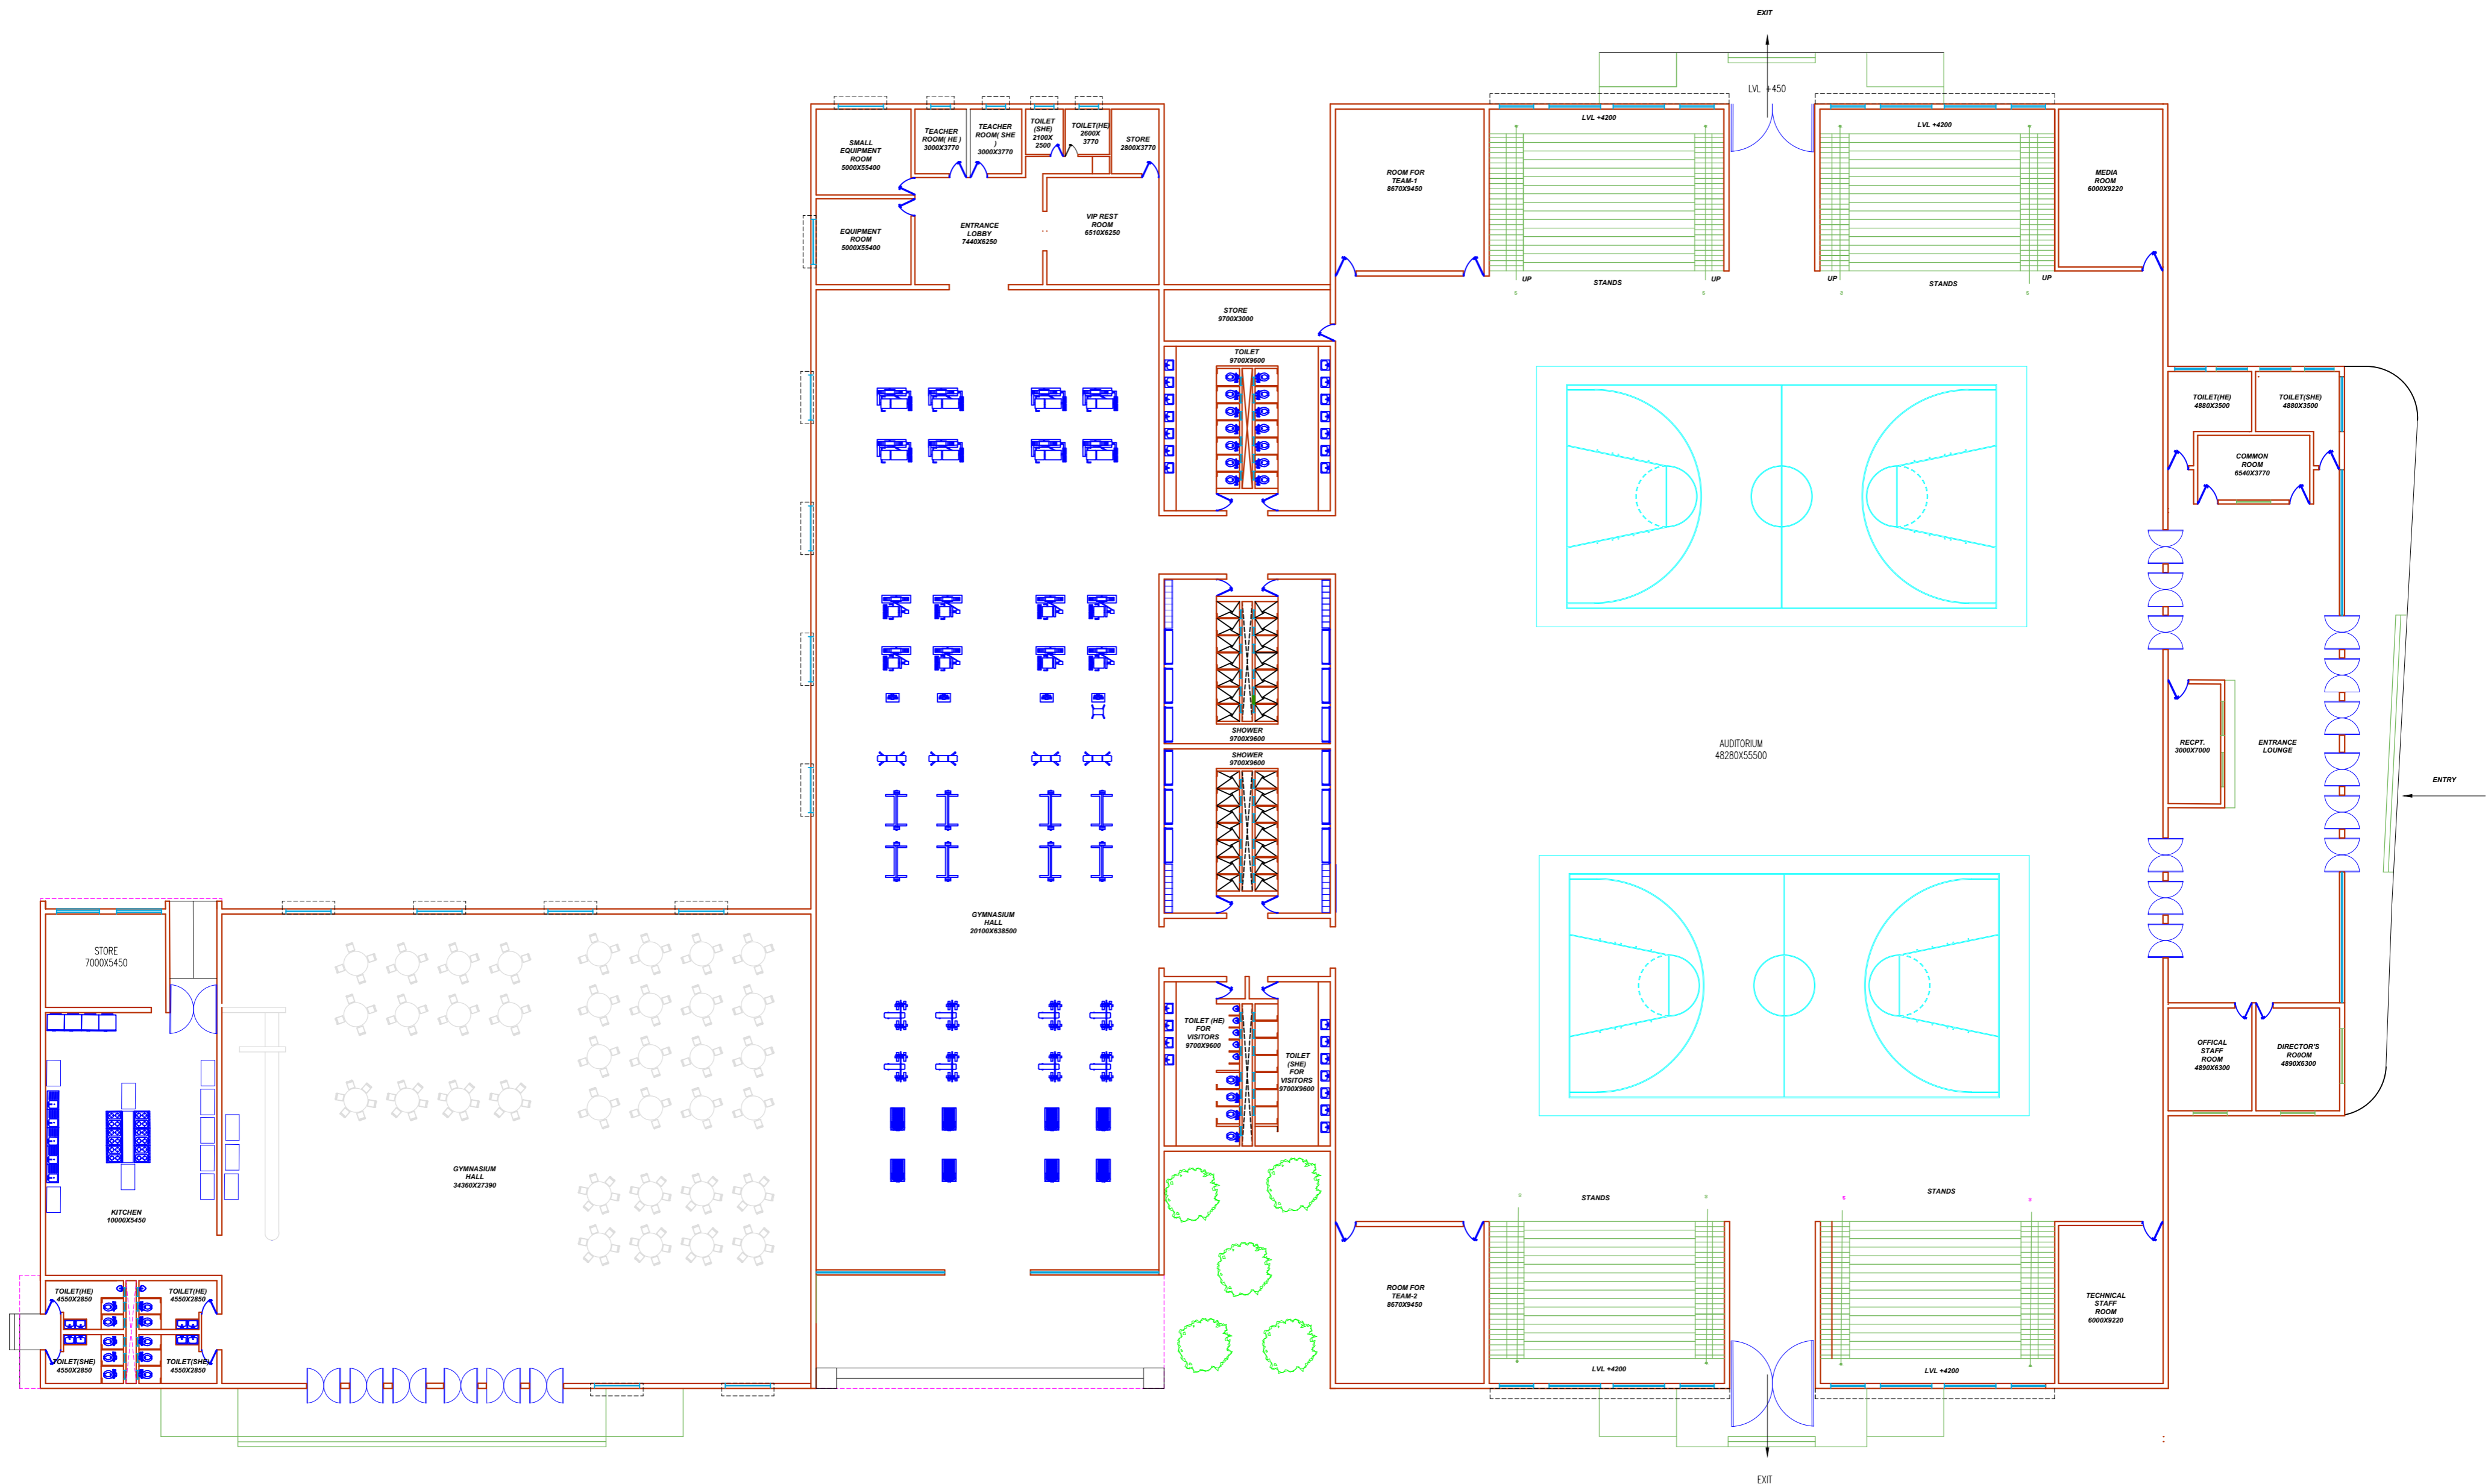 EXIT
LVL +450
SMALL
EQUIPMENT
ROOM
5000X55400
TEACHER
ROOM( HE )
3000X3770
TEACHER
ROOM( SHE
)
3000X3770
TOILET
(SHE)
2100X
2500
TOILET(HE)
2600X
3770
STORE
2800X3770
EQUIPMENT
ROOM
5000X55400
ENTRANCE
LOBBY
7440X6250
VIP REST
ROOM
6510X6250
ROOM FOR
TEAM-1
8670X9450
LVL +4200
UP
UP
STANDS
LVL +4200
UP
UP
STANDS
MEDIA
ROOM
6000X9220
STORE
9700X3000
TOILET
9700X9600
TOILET(HE)
4880X3500
TOILET(SHE)
4880X3500
COMMON
ROOM
6540X3770
SHOWER
9700X9600
SHOWER
9700X9600
AUDITORIUM
48280X55500
RECPT.
3000X7000
ENTRANCE
LOUNGE
ENTRY
GYMNASIUM
HALL
20100X638500
STORE
7000X5450
TOILET (HE)
FOR
VISITORS
9700X9600
TOILET
(SHE)
FOR
VISITORS
9700X9600
OFFICAL
STAFF
ROOM
4890X6300
DIRECTOR'S
ROOOM
4890X6300
GYMNASIUM
HALL
34360X27390
KITCHEN
10000X5450
STANDS
STANDS
TOILET(HE)
4550X2850
TOILET(HE)
4550X2850
TOILET(SHE)
4550X2850
TOILET(SHE)
4550X2850
ROOM FOR
TEAM-2
8670X9450
TECHNICAL
STAFF
ROOM
6000X9220
LVL +4200
LVL +4200
EXIT